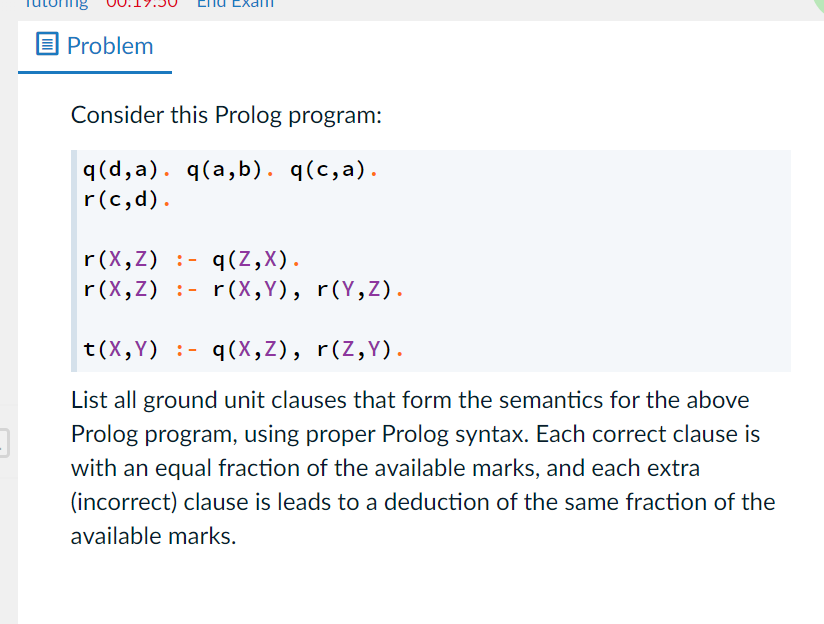 Tutoring 00:19:50 End Exam
Problem
Consider this Prolog program:
q(d,a). q(a,b). q(c,a).
r(c,d).
r(X,Z) :- q(Z,X).
r(X,Z) :- r(X,Y), r(Y,Z).
t(X,Y) :- q(X,Z), r(Z,Y).
List all ground unit clauses that form the semantics for the above
Prolog program, using proper Prolog syntax. Each correct clause is
with an equal fraction of the available marks, and each extra
(incorrect) clause is leads to a deduction of the same fraction of the
available marks.